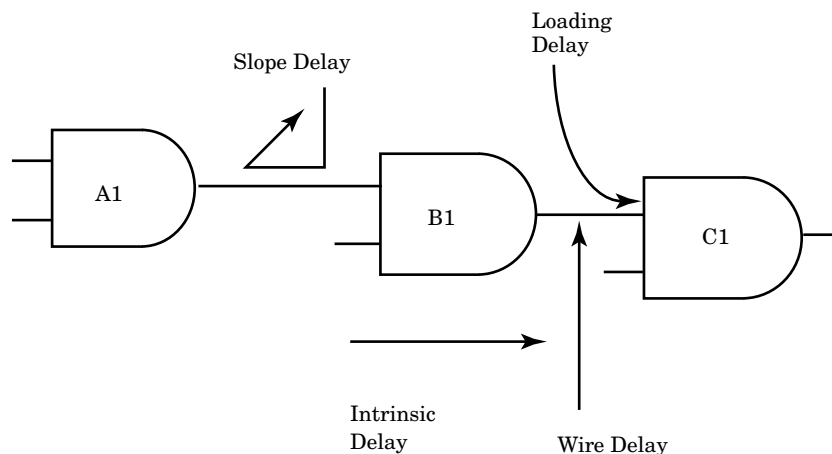 Loading
Delay
Slope Delay
A1
B1
C1
Intrinsic
Delay
Wire Delay